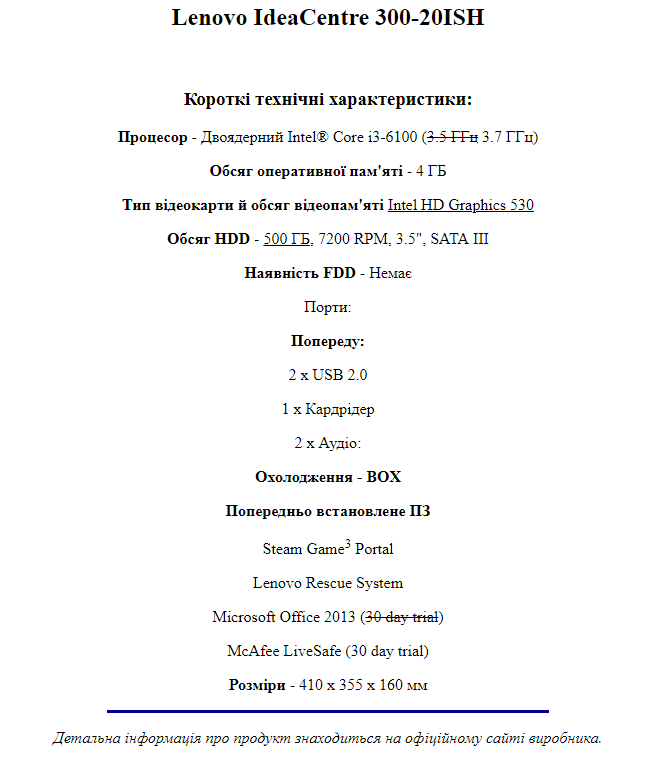 Lenovo IdeaCentre 300-20ISH
Короткі технічні характеристики:
Процесор - Двоядерний Intel® Core i3-6100 (3.5 ГГц 3.7 ГГц)
Обсяг оперативної пам'яті - 4 ГБ
Тип відеокарти й обсяг відеопам'яті Intel HD Graphics 530
Обсяг HDD - 500 ГБ, 7200 RPM, 3.5", SATA III
Наявність FDD - Немає
Порти:
Попереду:
2 x USB 2.0
1 x Кардрідер
2 x Аудіо:
Охолодження - BOX
Попередньо встановлене ПЗ
Steam Game³ Portal
Lenovo Rescue System
Microsoft Office 2013 (30 day trial)
McAfee LiveSafe (30 day trial)
Розміри - 410 x 355 x 160 мм
Детальна інформація про продукт знаходиться на офіційному сайті виробника.